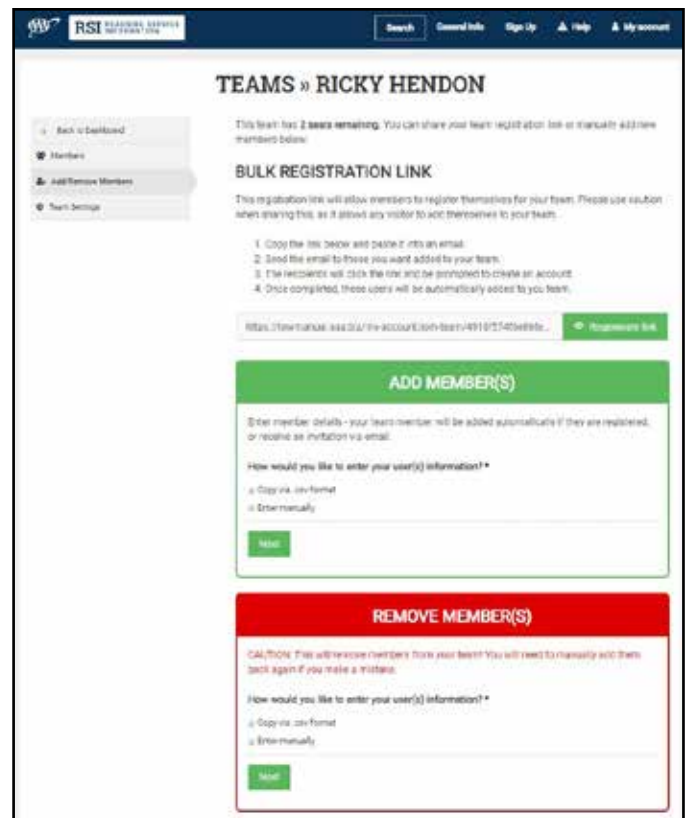 RSI
Search General Info Sign Up Help My account
TEAMS » RICKY HENDON
Back to Dashboard
Members
Add/Remove Members
Team Settings
This team has 2 seats remaining. You can share your team registration link or manually add new
members below.
BULK REGISTRATION LINK
This registration link will allow members to register themselves for your team. Please use caution
when sharing this, as it allows any visitor to add themselves to your team.
1. Copy the link below and paste it into an email.
2. Send the email to those you want added to your team.
3. The recipients will click the link and be prompted to create an account.
4. Once completed, these users will be automatically added to you team.
Regenerate link
ADD MEMBER(S)
Enter member details - your team member will be added automatically if they are registered,
or receive an invitation via email.
How would you like to enter your user(s) information? *
Copy via .csv format
Enter manually
Next
REMOVE MEMBER(S)
CAUTION: This will remove members from your team! You will need to manually add them
back again if you make a mistake.
How would you like to enter your user(s) information? *
Copy via .csv format
Enter manually
Next